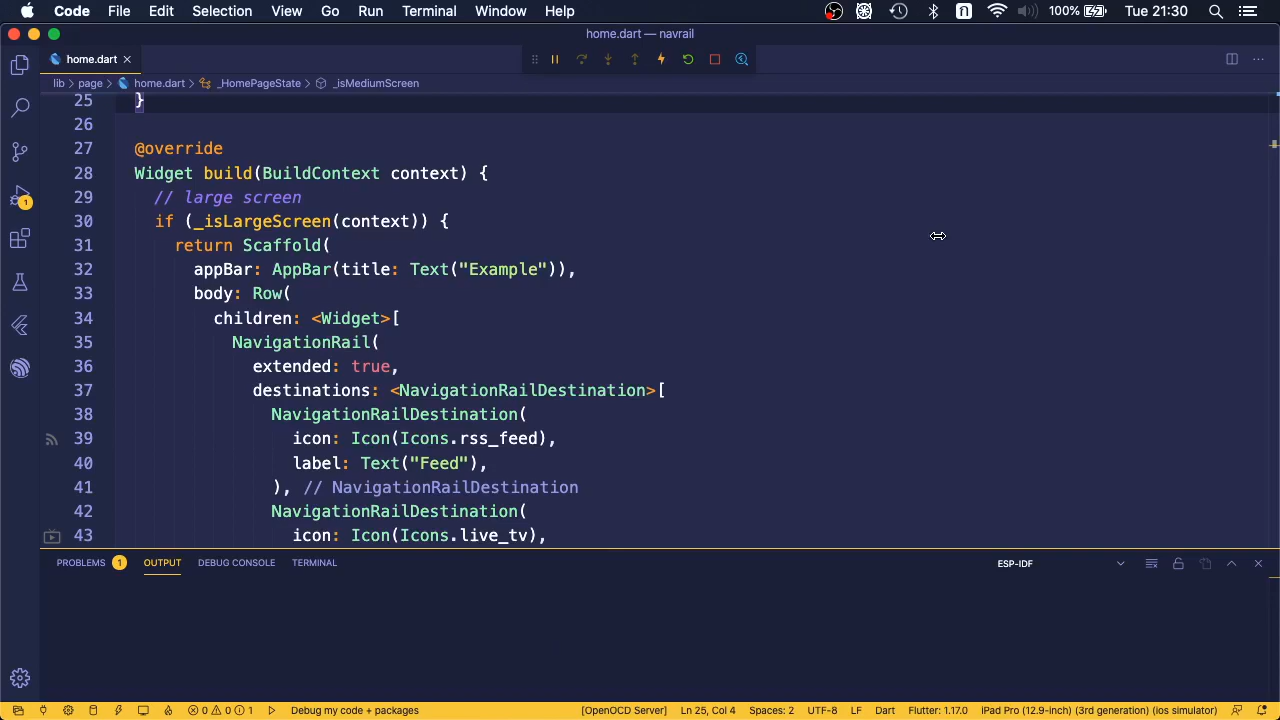 Code File Edit Selection View Go Run Terminal Window Help 100% Tue 21:30
home.dart — navrail
home.dart
lib > page > home.dart > _HomePageState > _isMediumScreen
25 }
26
27 @override
28 Widget build(BuildContext context) {
29 // large screen
30 if (_isLargeScreen(context)) {
31 return Scaffold(
32 appBar: AppBar(title: Text("Example")),
33 body: Row(
34 children: <Widget>[
35 NavigationRail(
36 extended: true,
37 destinations: <NavigationRailDestination>[
38 NavigationRailDestination(
39 icon: Icon(Icons.rss_feed),
40 label: Text("Feed"),
41 ), // NavigationRailDestination
42 NavigationRailDestination(
43 icon: Icon(Icons.live_tv),
1
PROBLEMS 1 OUTPUT DEBUG CONSOLE TERMINAL ESP-IDF
0 0 1 Debug my code + packages [OpenOCD Server] Ln 25, Col 4 Spaces: 2 UTF-8 LF Dart Flutter: 1.17.0 iPad Pro (12.9-inch) (3rd generation) (ios simulator)